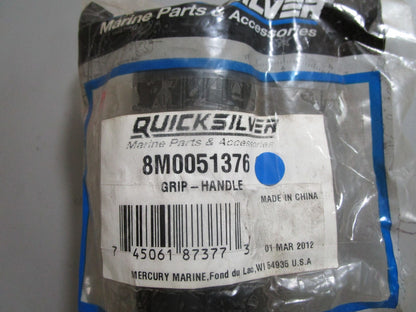 SILVER
Marine Parts & Accessories
QUICKSILVER
Marine Parts & Accessories
8M0051376
GRIP-HANDLE
MADE IN CHINA
7 45061 87377 3
01 MAR 2012
MERCURY MARINE, Fond du Lac, WI 54935 U.S.A